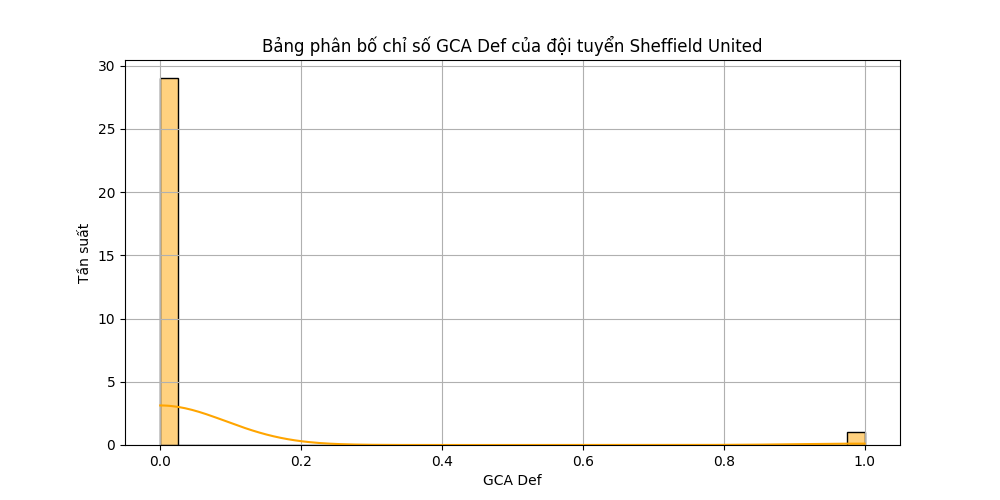 Bảng phân bố chỉ số GCA Def của đội tuyển Sheffield United
30
25
20
15
10
5
0
Tần suất
0.0 0.2 0.4 0.6 0.8 1.0
GCA Def